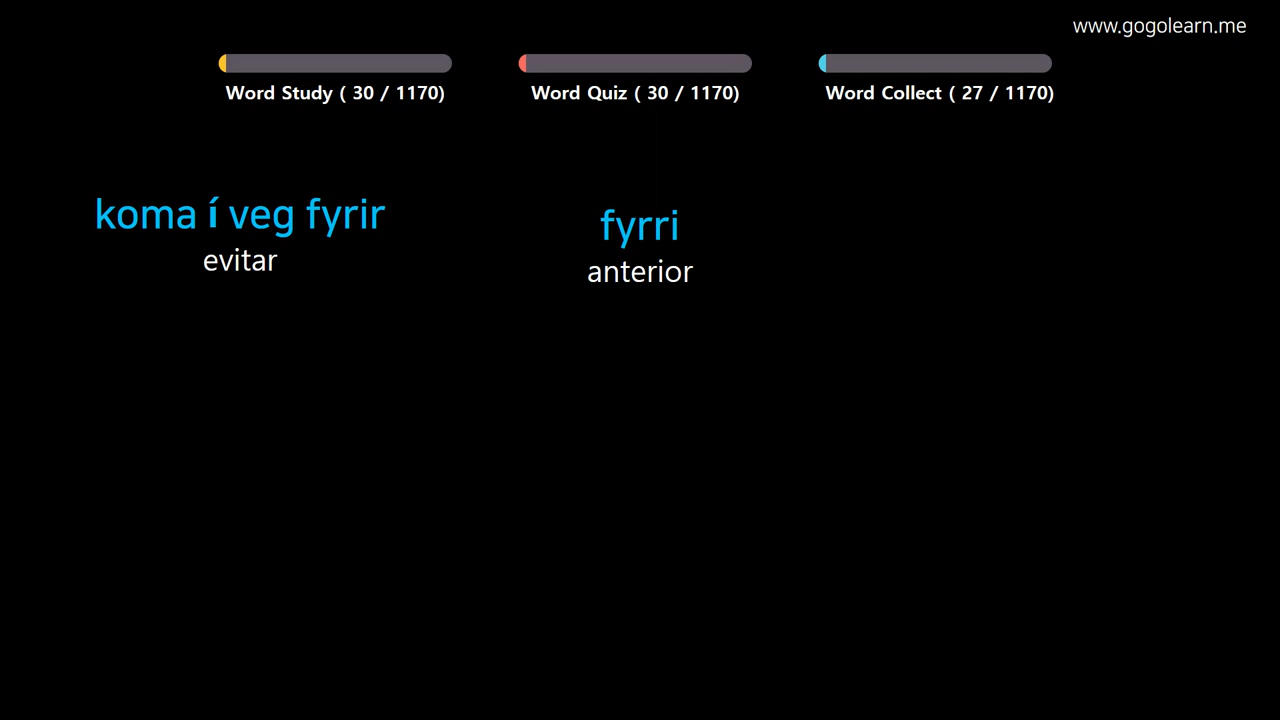 www.gogolearn.me
Word Study ( 30 / 1170)
Word Quiz ( 30 / 1170)
Word Collect ( 27 / 1170)
koma í veg fyrir
evitar
fyrri
anterior